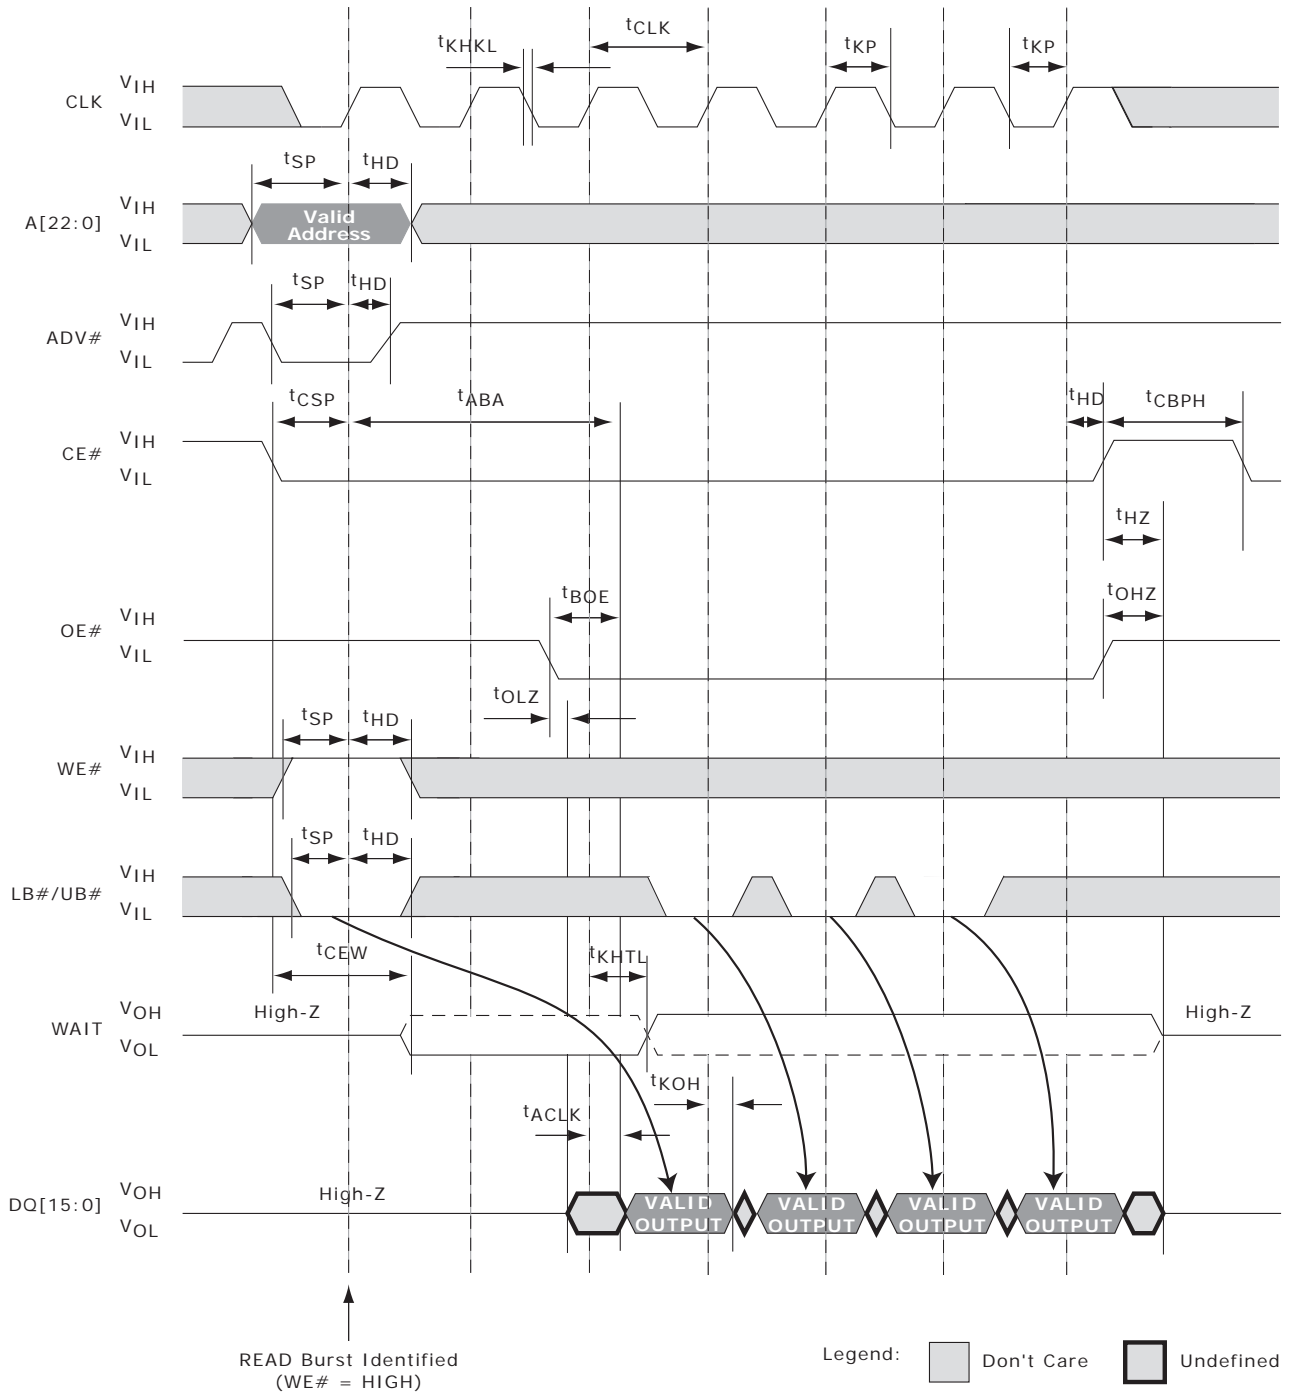 tCLK
tKHKL
tKP
tKP
VIH
CLK
VIL
tSP
tHD
VIH
A[22:0]
Valid
Address
VIL
tSP
tHD
VIH
ADV#
VIL
tCSP
tABA
tHD
tCBPH
VIH
CE#
VIL
tHZ
tBOE
tOHZ
VIH
OE#
VIL
tOLZ
tSP
tHD
VIH
WE#
VIL
tSP
tHD
VIH
LB#/UB#
VIL
tCEW
tKHTL
VOH
High-Z
High-Z
WAIT
VOL
tKOH
tACLK
VOH
High-Z
DQ[15:0]
VOL
VALID
OUTPUT
VALID
OUTPUT
VALID
OUTPUT
VALID
OUTPUT
READ Burst Identified
(WE# = HIGH)
Legend:
Don't Care
Undefined